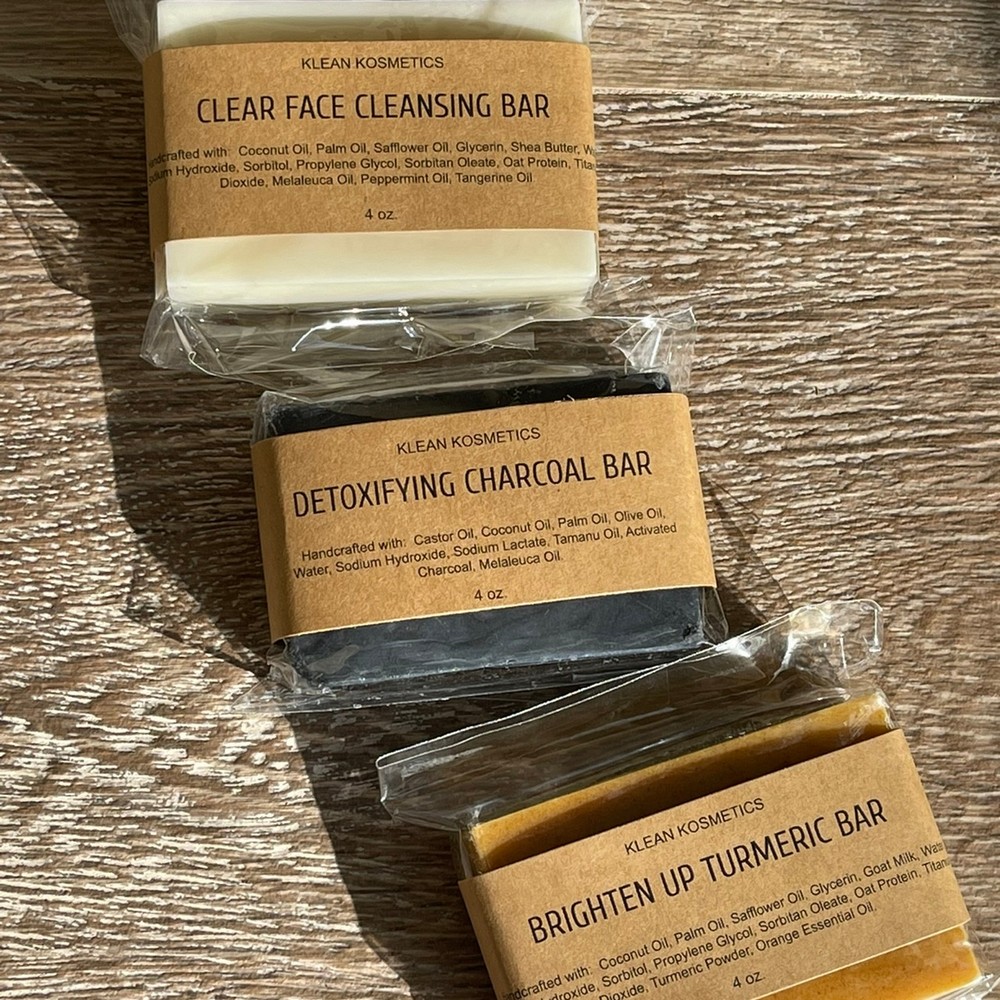 KLEAN KOSMETICS
CLEAR FACE CLEANSING BAR
with: Coconut Oil, Palm Oil, Safflower Oil, Glycerin, Shea Butter,
Hydroxide, Sorbitol, Propylene Glycol, Sorbitan Oleate, Oat Protein,
Dioxide, Melaleuca Oil, Peppermint Oil, Tangerine Oil
4 oz.
KLEAN KOSMETICS
DETOXIFYING CHARCOAL BAR
Handcrafted with: Castor Oil, Coconut Oil, Palm Oil, Olive Oil,
Water, Sodium Hydroxide, Sodium Lactate, Tamanu Oil, Activated
Charcoal, Melaleuca Oil.
4 oz.
KLEAN KOSMETICS
BRIGHTEN UP TURMERIC BAR
with: Coconut Oil, Palm Oil, Safflower Oil, Glycerin, Goat Milk,
Sorbitol, Propylene Glycol, Sorbitan Oleate, Oat Protein,
Dioxide, Turmeric Powder, Orange Essential Oil.
4 oz.